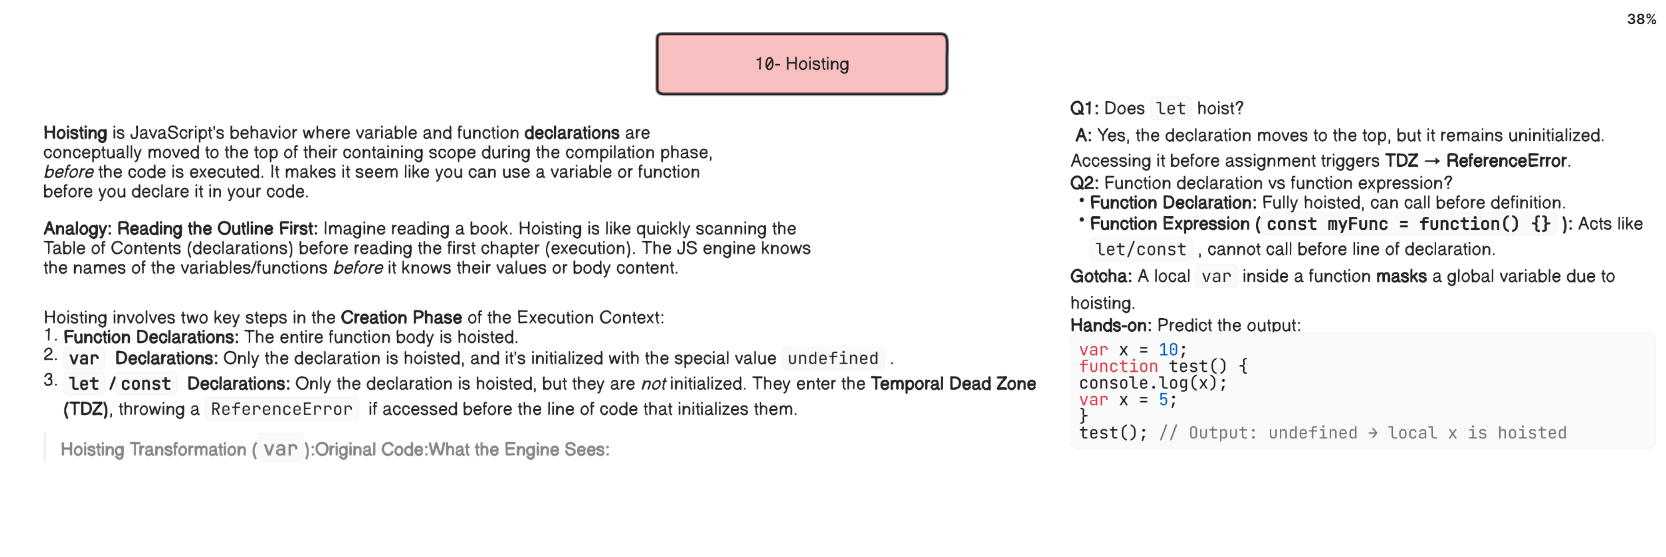 38%
10- Hoisting
Hoisting is JavaScript's behavior where variable and function declarations are
conceptually moved to the top of their containing scope during the compilation phase,
before the code is executed. It makes it seem like you can use a variable or function
before you declare it in your code.
Analogy: Reading the Outline First: Imagine reading a book. Hoisting is like quickly scanning the
Table of Contents (declarations) before reading the first chapter (execution). The JS engine knows
the names of the variables/functions before it knows their values or body content.
Hoisting involves two key steps in the Creation Phase of the Execution Context:
1. Function Declarations: The entire function body is hoisted.
2. var Declarations: Only the declaration is hoisted, and it's initialized with the special value undefined .
3. let / const Declarations: Only the declaration is hoisted, but they are not initialized. They enter the Temporal Dead Zone
(TDZ), throwing a ReferenceError if accessed before the line of code that initializes them.
Hoisting Transformation ( var ):Original Code:What the Engine Sees:
Q1: Does let hoist?
A: Yes, the declaration moves to the top, but it remains uninitialized.
Accessing it before assignment triggers TDZ → ReferenceError.
Q2: Function declaration vs function expression?
• Function Declaration: Fully hoisted, can call before definition.
• Function Expression ( const myFunc = function() {} ): Acts like
let/const , cannot call before line of declaration.
Gotcha: A local var inside a function masks a global variable due to
hoisting.
Hands-on: Predict the output:
var x = 10;
function test() {
console.log(x);
var x = 5;
}
test(); // Output: undefined → local x is hoisted